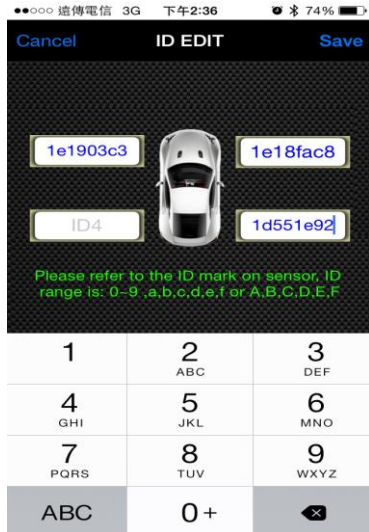 遠傳電信 3G 下午2:36 74%
Cancel ID EDIT Save
1e1903c3 1e18fac8
ID4 1d551e92
Please refer to the ID mark on sensor, ID
range is: 0~9 ,a,b,c,d,e,f or A,B,C,D,E,F
1 2 3
ABC DEF
4 5 6
GHI JKL MNO
7 8 9
PQRS TUV WXYZ
ABC 0+